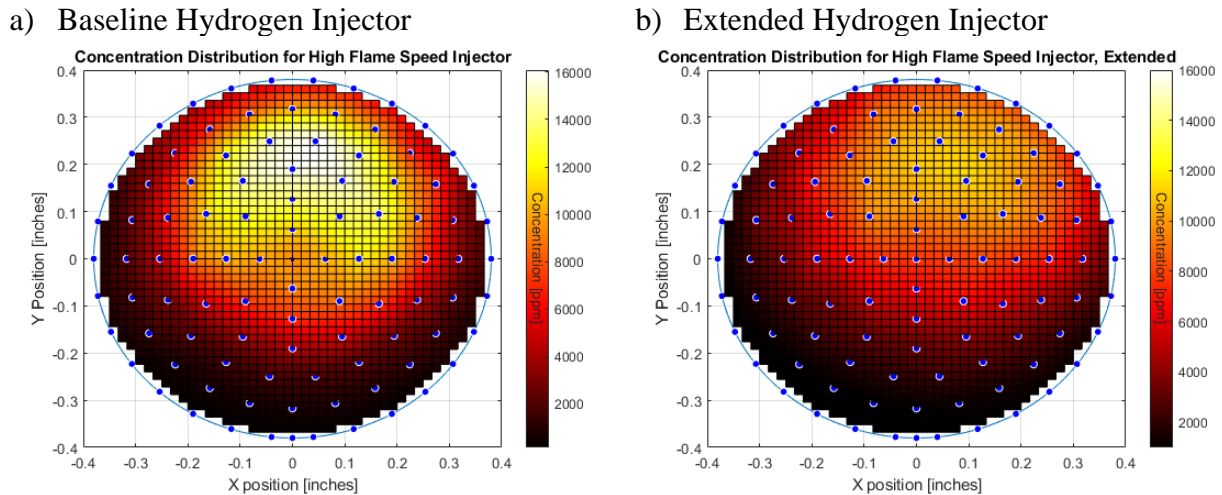 a) Baseline Hydrogen Injector
Concentration Distribution for High Flame Speed Injector
0.4
0.3
0.2
0.1
0
-0.1
-0.2
-0.3
-0.4
Y Position [inches]
-0.4 -0.3 -0.2 -0.1 0 0.1 0.2 0.3 0.4
X position [inches]
16000
14000
12000
10000
8000
6000
4000
2000
Concentration [ppm]
b) Extended Hydrogen Injector
Concentration Distribution for High Flame Speed Injector, Extended
0.4
0.3
0.2
0.1
0
-0.1
-0.2
-0.3
-0.4
Y Position [inches]
-0.4 -0.3 -0.2 -0.1 0 0.1 0.2 0.3 0.4
X position [inches]
16000
14000
12000
10000
8000
6000
4000
2000
Concentration [ppm]